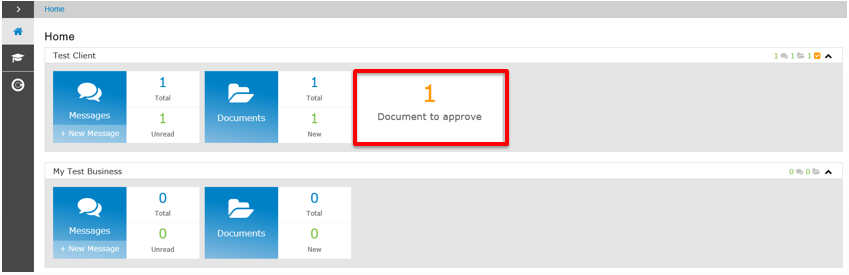 Home
Home
Test Client
1 1 1
Messages
+ New Message
1
Total
1
Unread
Documents
1
Total
1
New
1
Document to approve
My Test Business
0 0
Messages
+ New Message
0
Total
0
Unread
Documents
0
Total
0
New